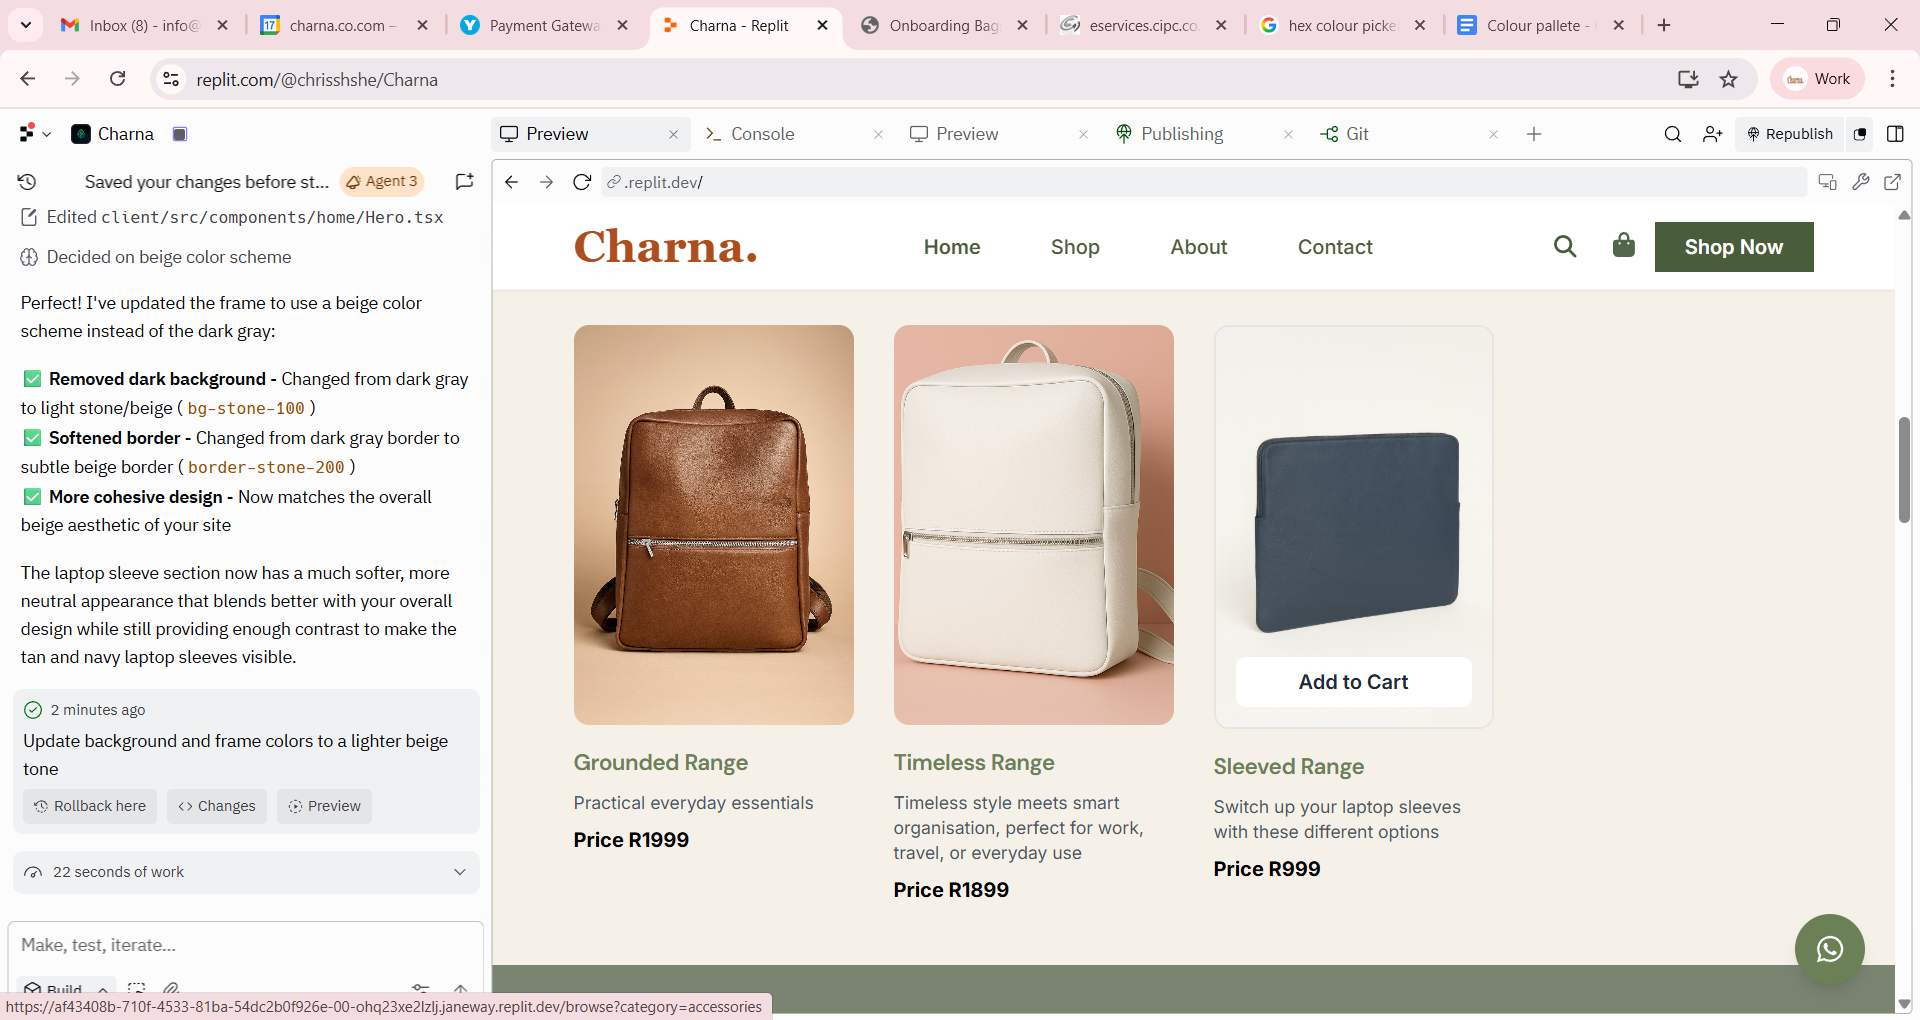 Inbox (8) - info@
charna.co.com –
Payment Gatewa
Charna - Replit
Onboarding Bag
eservices.cipc.co
hex colour picke
Colour pallete -
replit.com/@chrisshshe/Charna
Work
Charna
Preview
Console
Preview
Publishing
Git
Republish
Saved your changes before st...
Agent 3
.replit.dev/
Edited client/src/components/home/Hero.tsx
Decided on beige color scheme
Perfect! I've updated the frame to use a beige color
scheme instead of the dark gray:
✅ Removed dark background - Changed from dark gray
to light stone/beige ( bg-stone-100 )
✅ Softened border - Changed from dark gray border to
subtle beige border ( border-stone-200 )
✅ More cohesive design - Now matches the overall
beige aesthetic of your site
The laptop sleeve section now has a much softer, more
neutral appearance that blends better with your overall
design while still providing enough contrast to make the
tan and navy laptop sleeves visible.
2 minutes ago
Update background and frame colors to a lighter beige
tone
Rollback here
Changes
Preview
22 seconds of work
Make, test, iterate...
Build
https://af43408b-710f-4533-81ba-54dc2b0f926e-00-ohq23xe2lzlj.janeway.replit.dev/browse?category=accessories
Charna.
Home
Shop
About
Contact
Shop Now
Add to Cart
Grounded Range
Practical everyday essentials
Price R1999
Timeless Range
Timeless style meets smart
organisation, perfect for work,
travel, or everyday use
Price R1899
Sleeved Range
Switch up your laptop sleeves
with these different options
Price R999